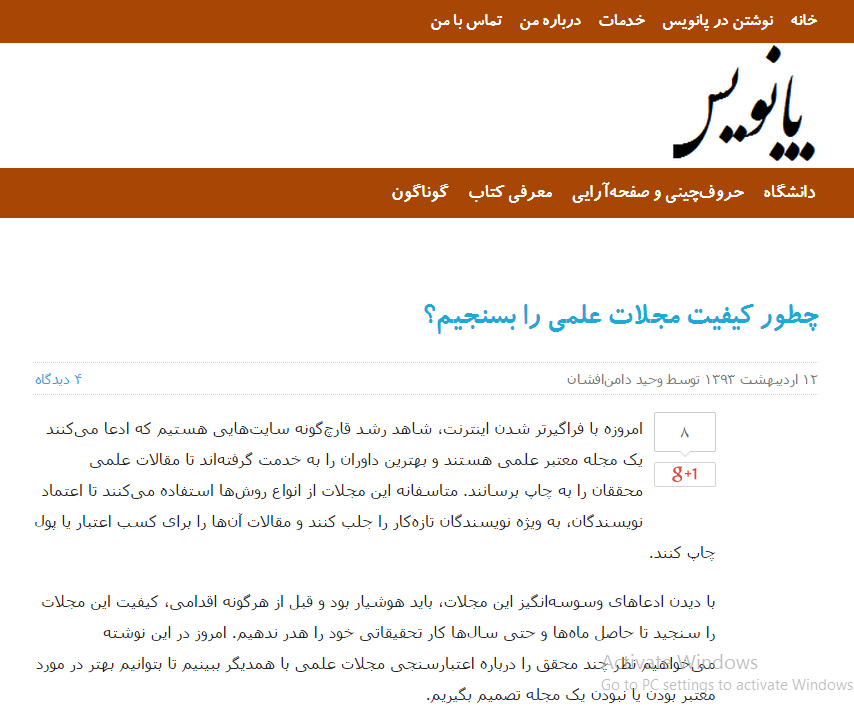 خانه نوشتن در پانویس خدمات درباره من تماس با من
پانویس
دانشگاه حروف‌چینی و صفحه‌آرایی معرفی کتاب گوناگون
چطور کیفیت مجلات علمی را بسنجیم؟
۱۲ اردیبهشت ۱۳۹۳ توسط وحید دامن‌افشان
۴ دیدگاه
۸
g+1
امروزه با فراگیرتر شدن اینترنت، شاهد رشد قارچ‌گونه سایت‌هایی هستیم که ادعا می‌کنند
یک مجله معتبر علمی هستند و بهترین داوران را به خدمت گرفته‌اند تا مقالات علمی
محققان را به چاپ برسانند. متاسفانه این مجلات از انواع روش‌ها استفاده می‌کنند تا اعتماد
نویسندگان، به ویژه نویسندگان تازه‌کار را جلب کنند و مقالات آن‌ها را برای کسب اعتبار یا پول
چاپ کنند.
با دیدن ادعاهای وسوسه‌انگیز این مجلات، باید هوشیار بود و قبل از هرگونه اقدامی، کیفیت این مجلات
را سنجید تا حاصل ماه‌ها و حتی سال‌ها کار تحقیقاتی خود را هدر ندهیم. امروز در این نوشته
می‌خواهیم نظر چند محقق را درباره اعتبارسنجی مجلات علمی با همدیگر ببینیم تا بتوانیم بهتر در مورد
معتبر بودن یا نبودن یک مجله تصمیم بگیریم.
Activate Windows
Go to PC settings to activate Windows